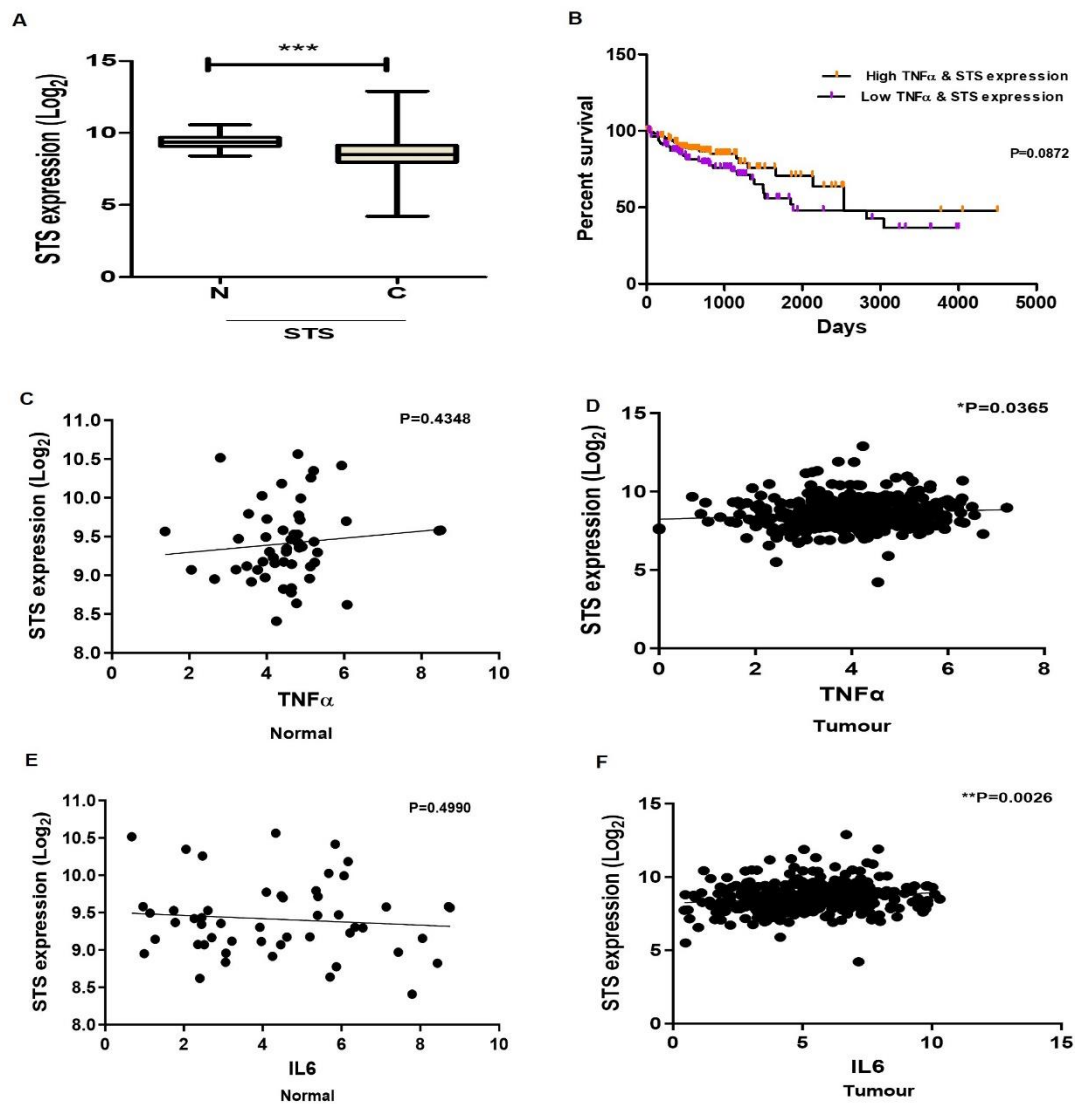 A
STS expression (Log2)
15
10
5
0
***
N
C
STS
B
Percent survival
150
100
50
0
High TNFα & STS expression
Low TNFα & STS expression
P=0.0872
0
1000
2000
3000
4000
5000
Days
C
P=0.4348
STS expression (Log2)
11.0
10.5
10.0
9.5
9.0
8.5
8.0
0
2
4
6
8
10
TNFα
Normal
D
*P=0.0365
STS expression (Log2)
15
10
5
0
0
2
4
6
8
TNFα
Tumour
E
P=0.4990
STS expression (Log2)
11.0
10.5
10.0
9.5
9.0
8.5
8.0
0
2
4
6
8
10
IL6
Normal
F
**P=0.0026
STS expression (Log2)
15
10
5
0
0
5
10
15
IL6
Tumour